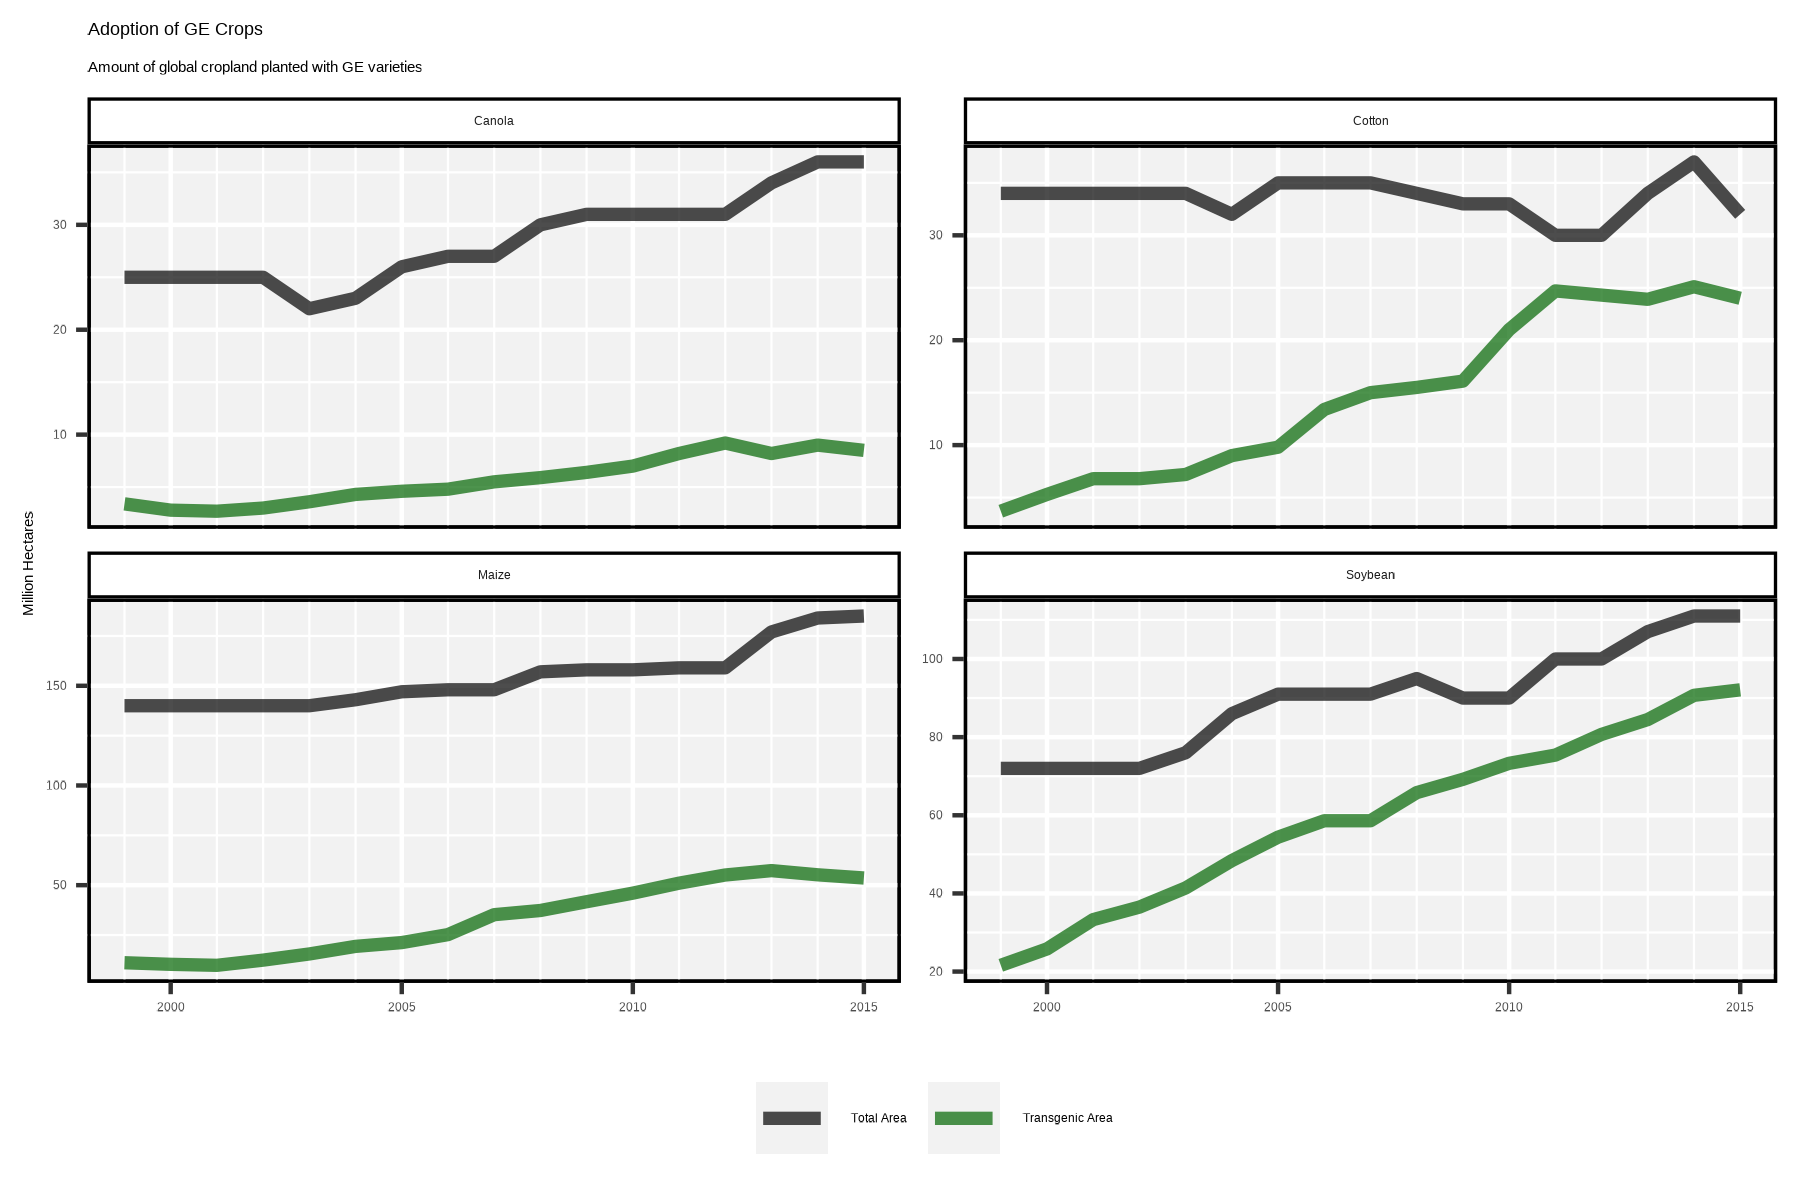 Adoption of GE Crops
Amount of global cropland planted with GE varieties
Canola
Cotton
30
20
10
30
20
10
Million Hectares
Maize
Soybean
150
100
50
100
80
60
40
20
2000 2005 2010 2015
2000 2005 2010 2015
Total Area Transgenic Area